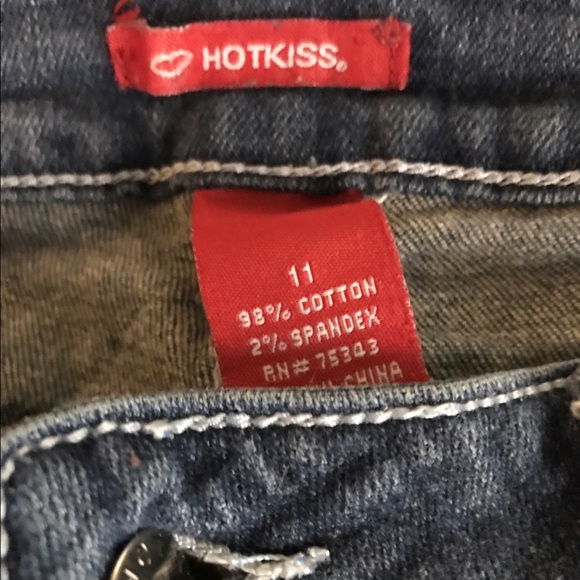 HOTKISS®
11
98% COTTON
2% SPANDEX
RN# 75343
CHINA